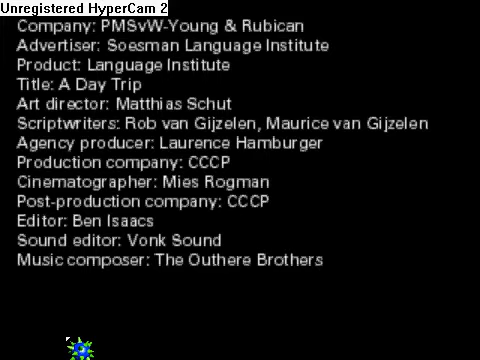 Unregistered HyperCam 2
Company: PMSvW-Young & Rubican
Advertiser: Soesman Language Institute
Product: Language Institute
Title: A Day Trip
Art director: Matthias Schut
Scriptwriters: Rob van Gijzelen, Maurice van Gijzelen
Agency producer: Laurence Hamburger
Production company: CCCP
Cinematographer: Mies Rogman
Post-production company: CCCP
Editor: Ben Isaacs
Sound editor: Vonk Sound
Music composer: The Outhere Brothers